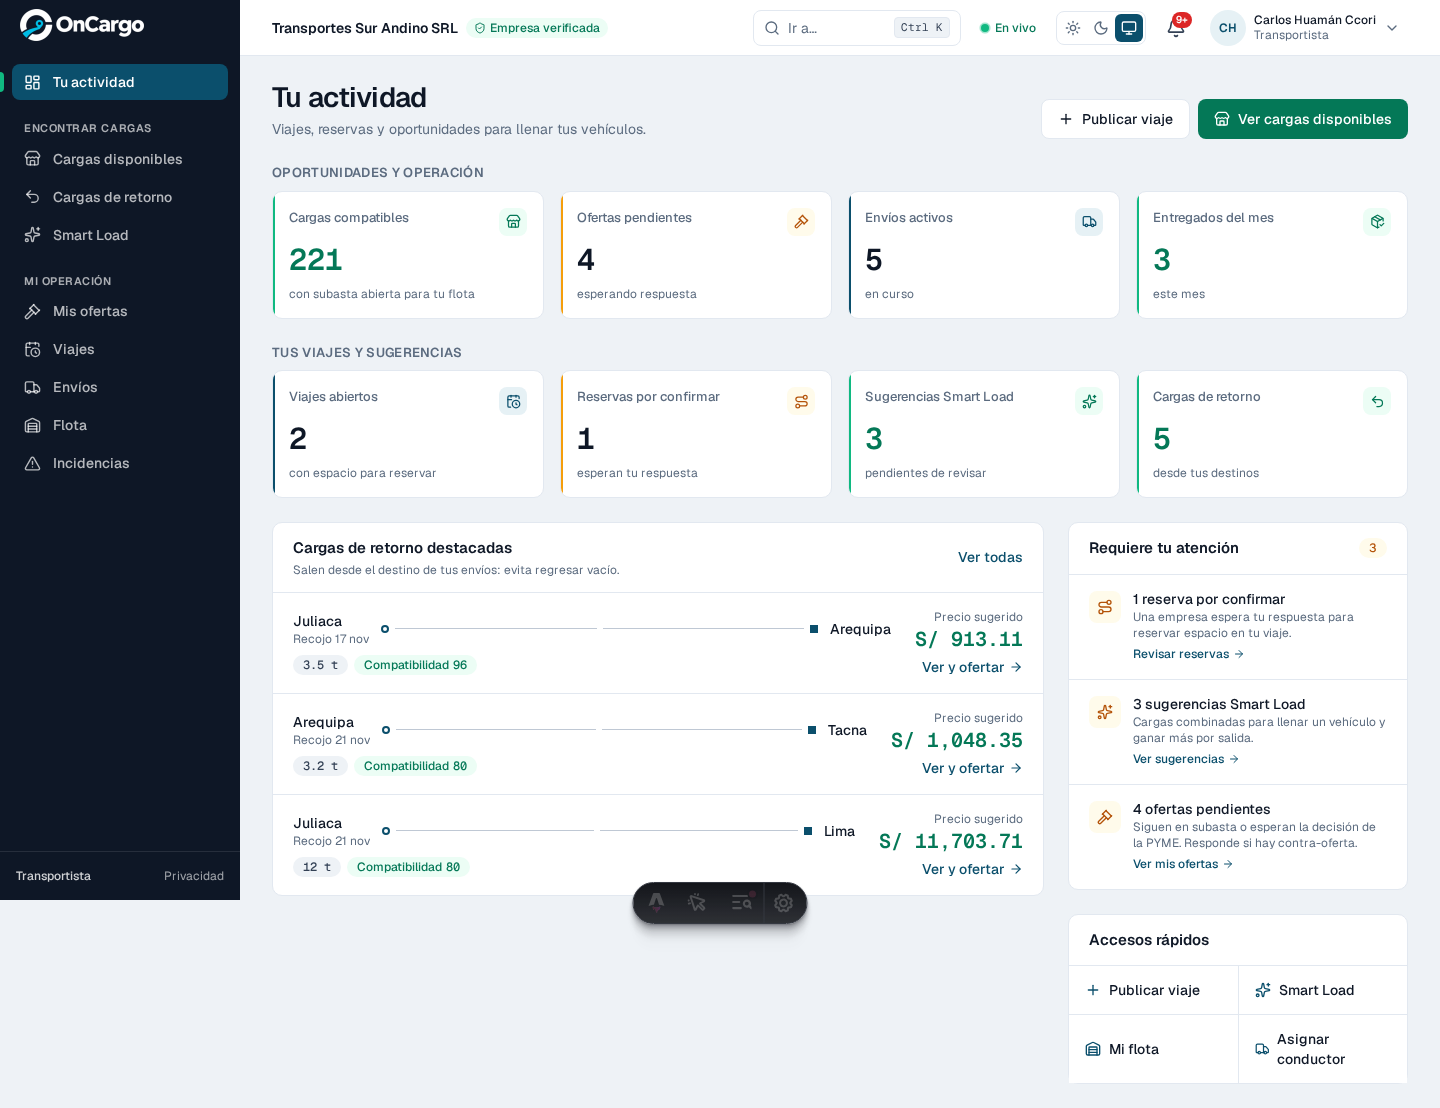 OnCargo
Tu actividad
ENCONTRAR CARGAS
Cargas disponibles
Cargas de retorno
Smart Load
MI OPERACIÓN
Mis ofertas
Viajes
Envíos
Flota
Incidencias
Transportista
Privacidad
Transportes Sur Andino SRL
Empresa verificada
Ir a...
Ctrl K
En vivo
9+
CH
Carlos Huamán Ccori
Transportista
Tu actividad
Viajes, reservas y oportunidades para llenar tus vehículos.
Publicar viaje
Ver cargas disponibles
OPORTUNIDADES Y OPERACIÓN
Cargas compatibles
221
con subasta abierta para tu flota
Ofertas pendientes
4
esperando respuesta
Envíos activos
5
en curso
Entregados del mes
3
este mes
TUS VIAJES Y SUGERENCIAS
Viajes abiertos
2
con espacio para reservar
Reservas por confirmar
1
esperan tu respuesta
Sugerencias Smart Load
3
pendientes de revisar
Cargas de retorno
5
desde tus destinos
Cargas de retorno destacadas
Salen desde el destino de tus envíos: evita regresar vacío.
Ver todas
Juliaca
Recojo 17 nov
Arequipa
3.5 t
Compatibilidad 96
Precio sugerido
S/ 913.11
Ver y ofertar →
Arequipa
Recojo 21 nov
Tacna
3.2 t
Compatibilidad 80
Precio sugerido
S/ 1,048.35
Ver y ofertar →
Juliaca
Recojo 21 nov
Lima
12 t
Compatibilidad 80
Precio sugerido
S/ 11,703.71
Ver y ofertar →
Requiere tu atención
3
1 reserva por confirmar
Una empresa espera tu respuesta para
reservar espacio en tu viaje.
Revisar reservas →
3 sugerencias Smart Load
Cargas combinadas para llenar un vehículo y
ganar más por salida.
Ver sugerencias →
4 ofertas pendientes
Siguen en subasta o esperan la decisión de
la PYME. Responde si hay contra-oferta.
Ver mis ofertas →
Accesos rápidos
Publicar viaje
Smart Load
Mi flota
Asignar
conductor